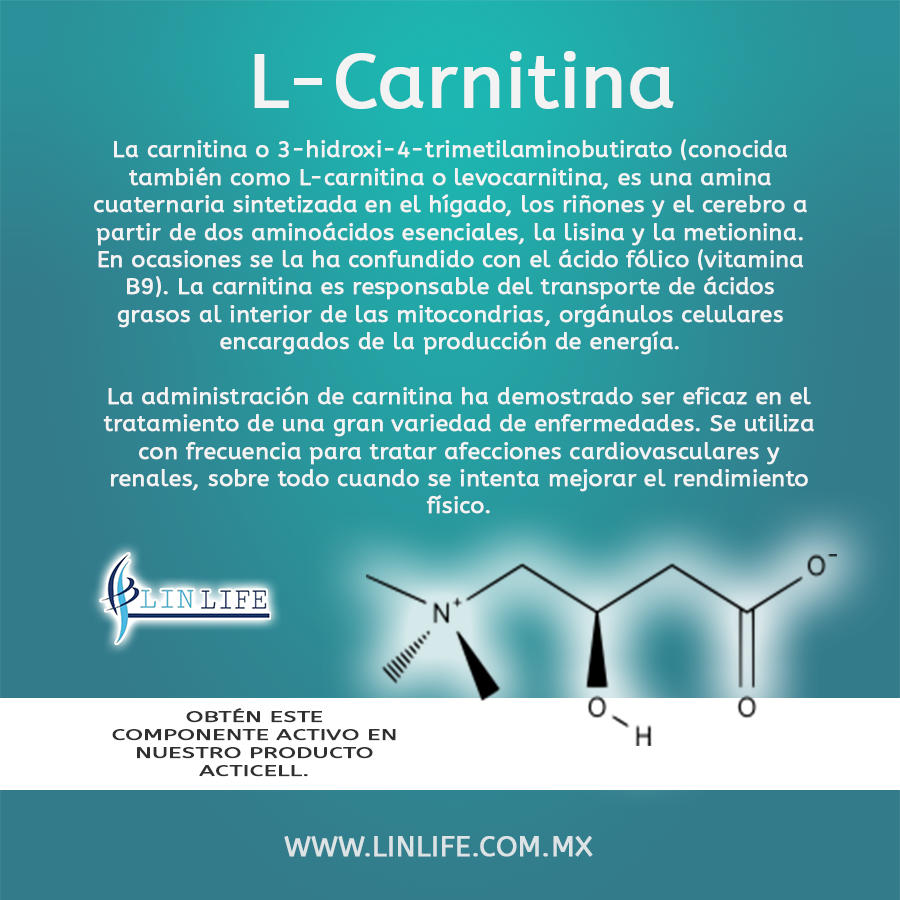 L-Carnitina
La carnitina o 3-hidroxi-4-trimetilaminobutirato (conocida
también como L-carnitina o levocarnitina, es una amina
cuaternaria sintetizada en el hígado, los riñones y el cerebro a
partir de dos aminoácidos esenciales, la lisina y la metionina.
En ocasiones se la ha confundido con el ácido fólico (vitamina
B9). La carnitina es responsable del transporte de ácidos
grasos al interior de las mitocondrias, orgánulos celulares
encargados de la producción de energía.
La administración de carnitina ha demostrado ser eficaz en el
tratamiento de una gran variedad de enfermedades. Se utiliza
con frecuencia para tratar afecciones cardiovasculares y
renales, sobre todo cuando se intenta mejorar el rendimiento
físico.
LINLIFE
O-
N+
O
H
O
OBTÉN ESTE
COMPONENTE ACTIVO EN
NUESTRO PRODUCTO
ACTICELL.
WWW.LINLIFE.COM.MX